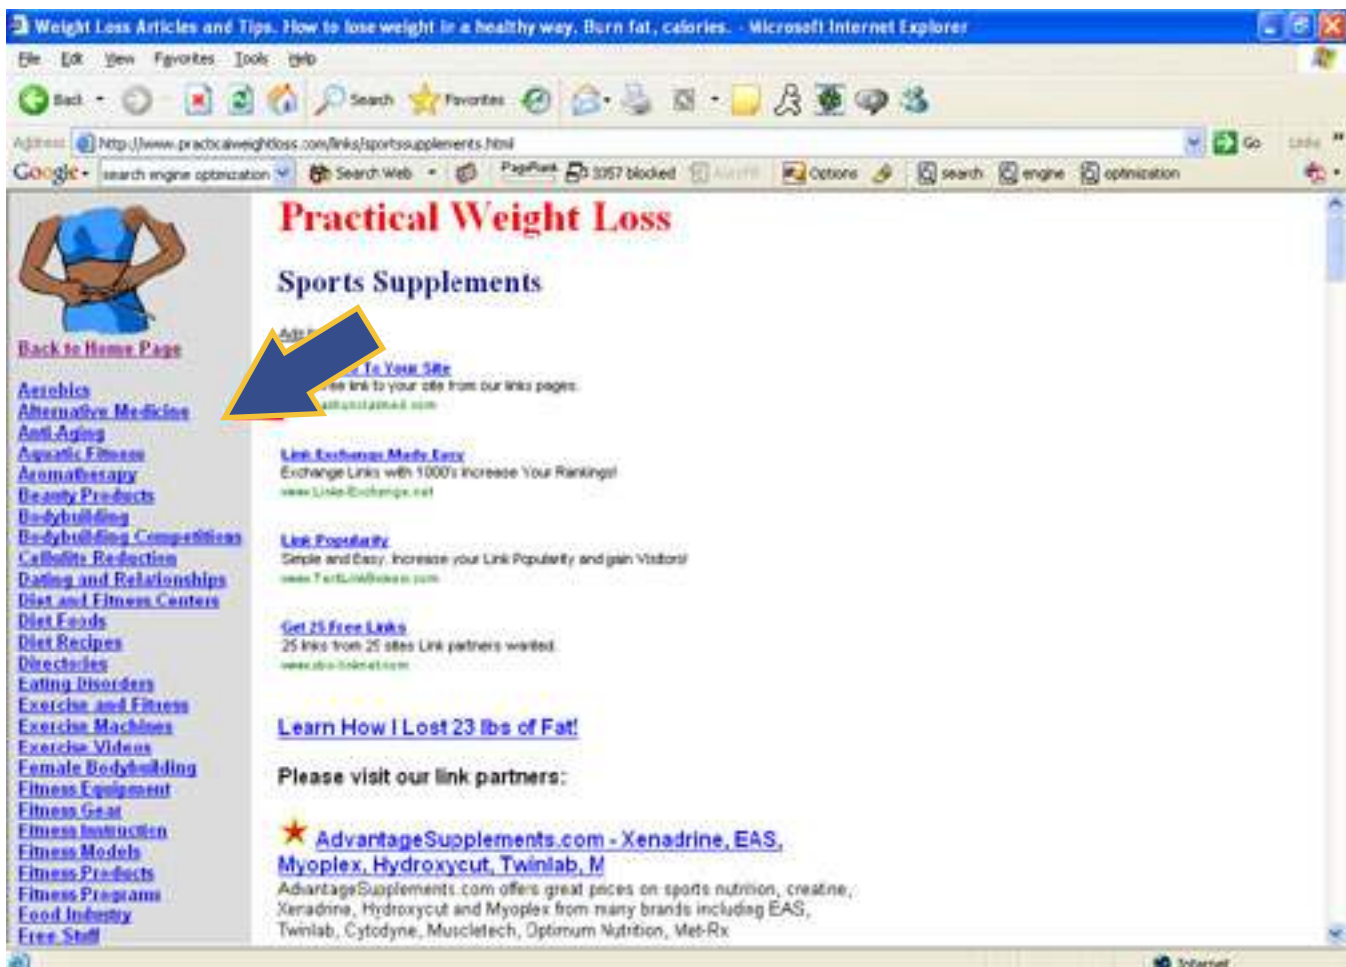 Weight Loss Articles and Tips. How to lose weight in a healthy way. Burn fat, calories. - Microsoft Internet Explorer
File Edit View Favorites Tools Help
Back Search Favorites
Address http://www.practicalweightloss.com/links/sportssupplements.html Go Links »
Google search engine optimization Search Web PageRank 3357 blocked AutoFill Options search engine optimization
Practical Weight Loss
Sports Supplements
Back to Home Page
Aerobics
Alternative Medicine
Anti-Aging
Aquatic Fitness
Aromatherapy
Beauty Products
Bodybuilding
Bodybuilding Competitions
Cellulite Reduction
Dating and Relationships
Diet and Fitness Centers
Diet Foods
Diet Recipes
Directories
Eating Disorders
Exercise and Fitness
Exercise Machines
Exercise Videos
Female Bodybuilding
Fitness Equipment
Fitness Gear
Fitness Instruction
Fitness Models
Fitness Products
Fitness Programs
Food Industry
Free Stuff
Ads
To Your Site
link to your site from our links pages.
Link Exchange Made Easy
Exchange Links with 1000's Increase Your Rankings!
www.Links-Exchange.net
Link Popularity
Simple and Easy. Increase your Link Popularity and gain Visitors!
www.TextLinkBrokers.com
Get 25 Free Links
25 links from 25 sites Link partners wanted.
Learn How I Lost 23 lbs of Fat!
Please visit our link partners:
AdvantageSupplements.com - Xenadrine, EAS,
Myoplex, Hydroxycut, Twinlab, M
AdvantageSupplements.com offers great prices on sports nutrition, creatine,
Xenadrine, Hydroxycut and Myoplex from many brands including EAS,
Twinlab, Cytodyne, Muscletech, Optimum Nutrition, Met-Rx
Internet